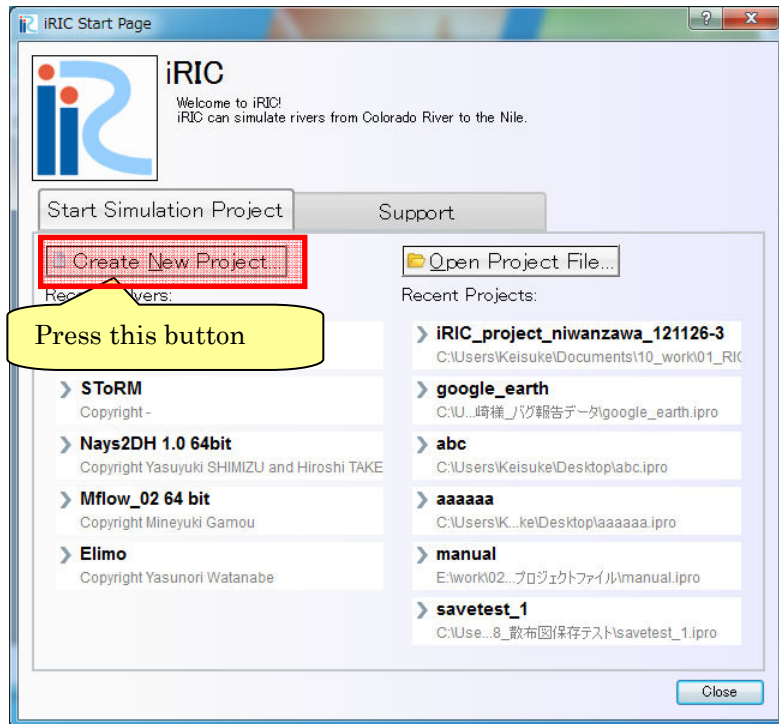 iRIC Start Page
iRIC
Welcome to iRIC!
iRIC can simulate rivers from Colorado River to the Nile.
Start Simulation Project
Support
Create New Project...
Open Project File...
Press this button
Recent Projects:
SToRM
Copyright -
Nays2DH 1.0 64bit
Copyright Yasuyuki SHIMIZU and Hiroshi TAKE
Mflow_02 64 bit
Copyright Mineyuki Gamou
Elimo
Copyright Yasunori Watanabe
iRIC_project_niwanzawa_121126-3
C:\Users\Keisuke\Documents\10_work\01_RIC
google_earth
C:\U...崎様_バグ報告データ\google_earth.ipro
abc
C:\Users\Keisuke\Desktop\abc.ipro
aaaaaa
C:\Users\K...ke\Desktop\aaaaaa.ipro
manual
E:\work\02...プロジェクトファイル\manual.ipro
savetest_1
C:\Use...8_散布図保存テスト\savetest_1.ipro
Close